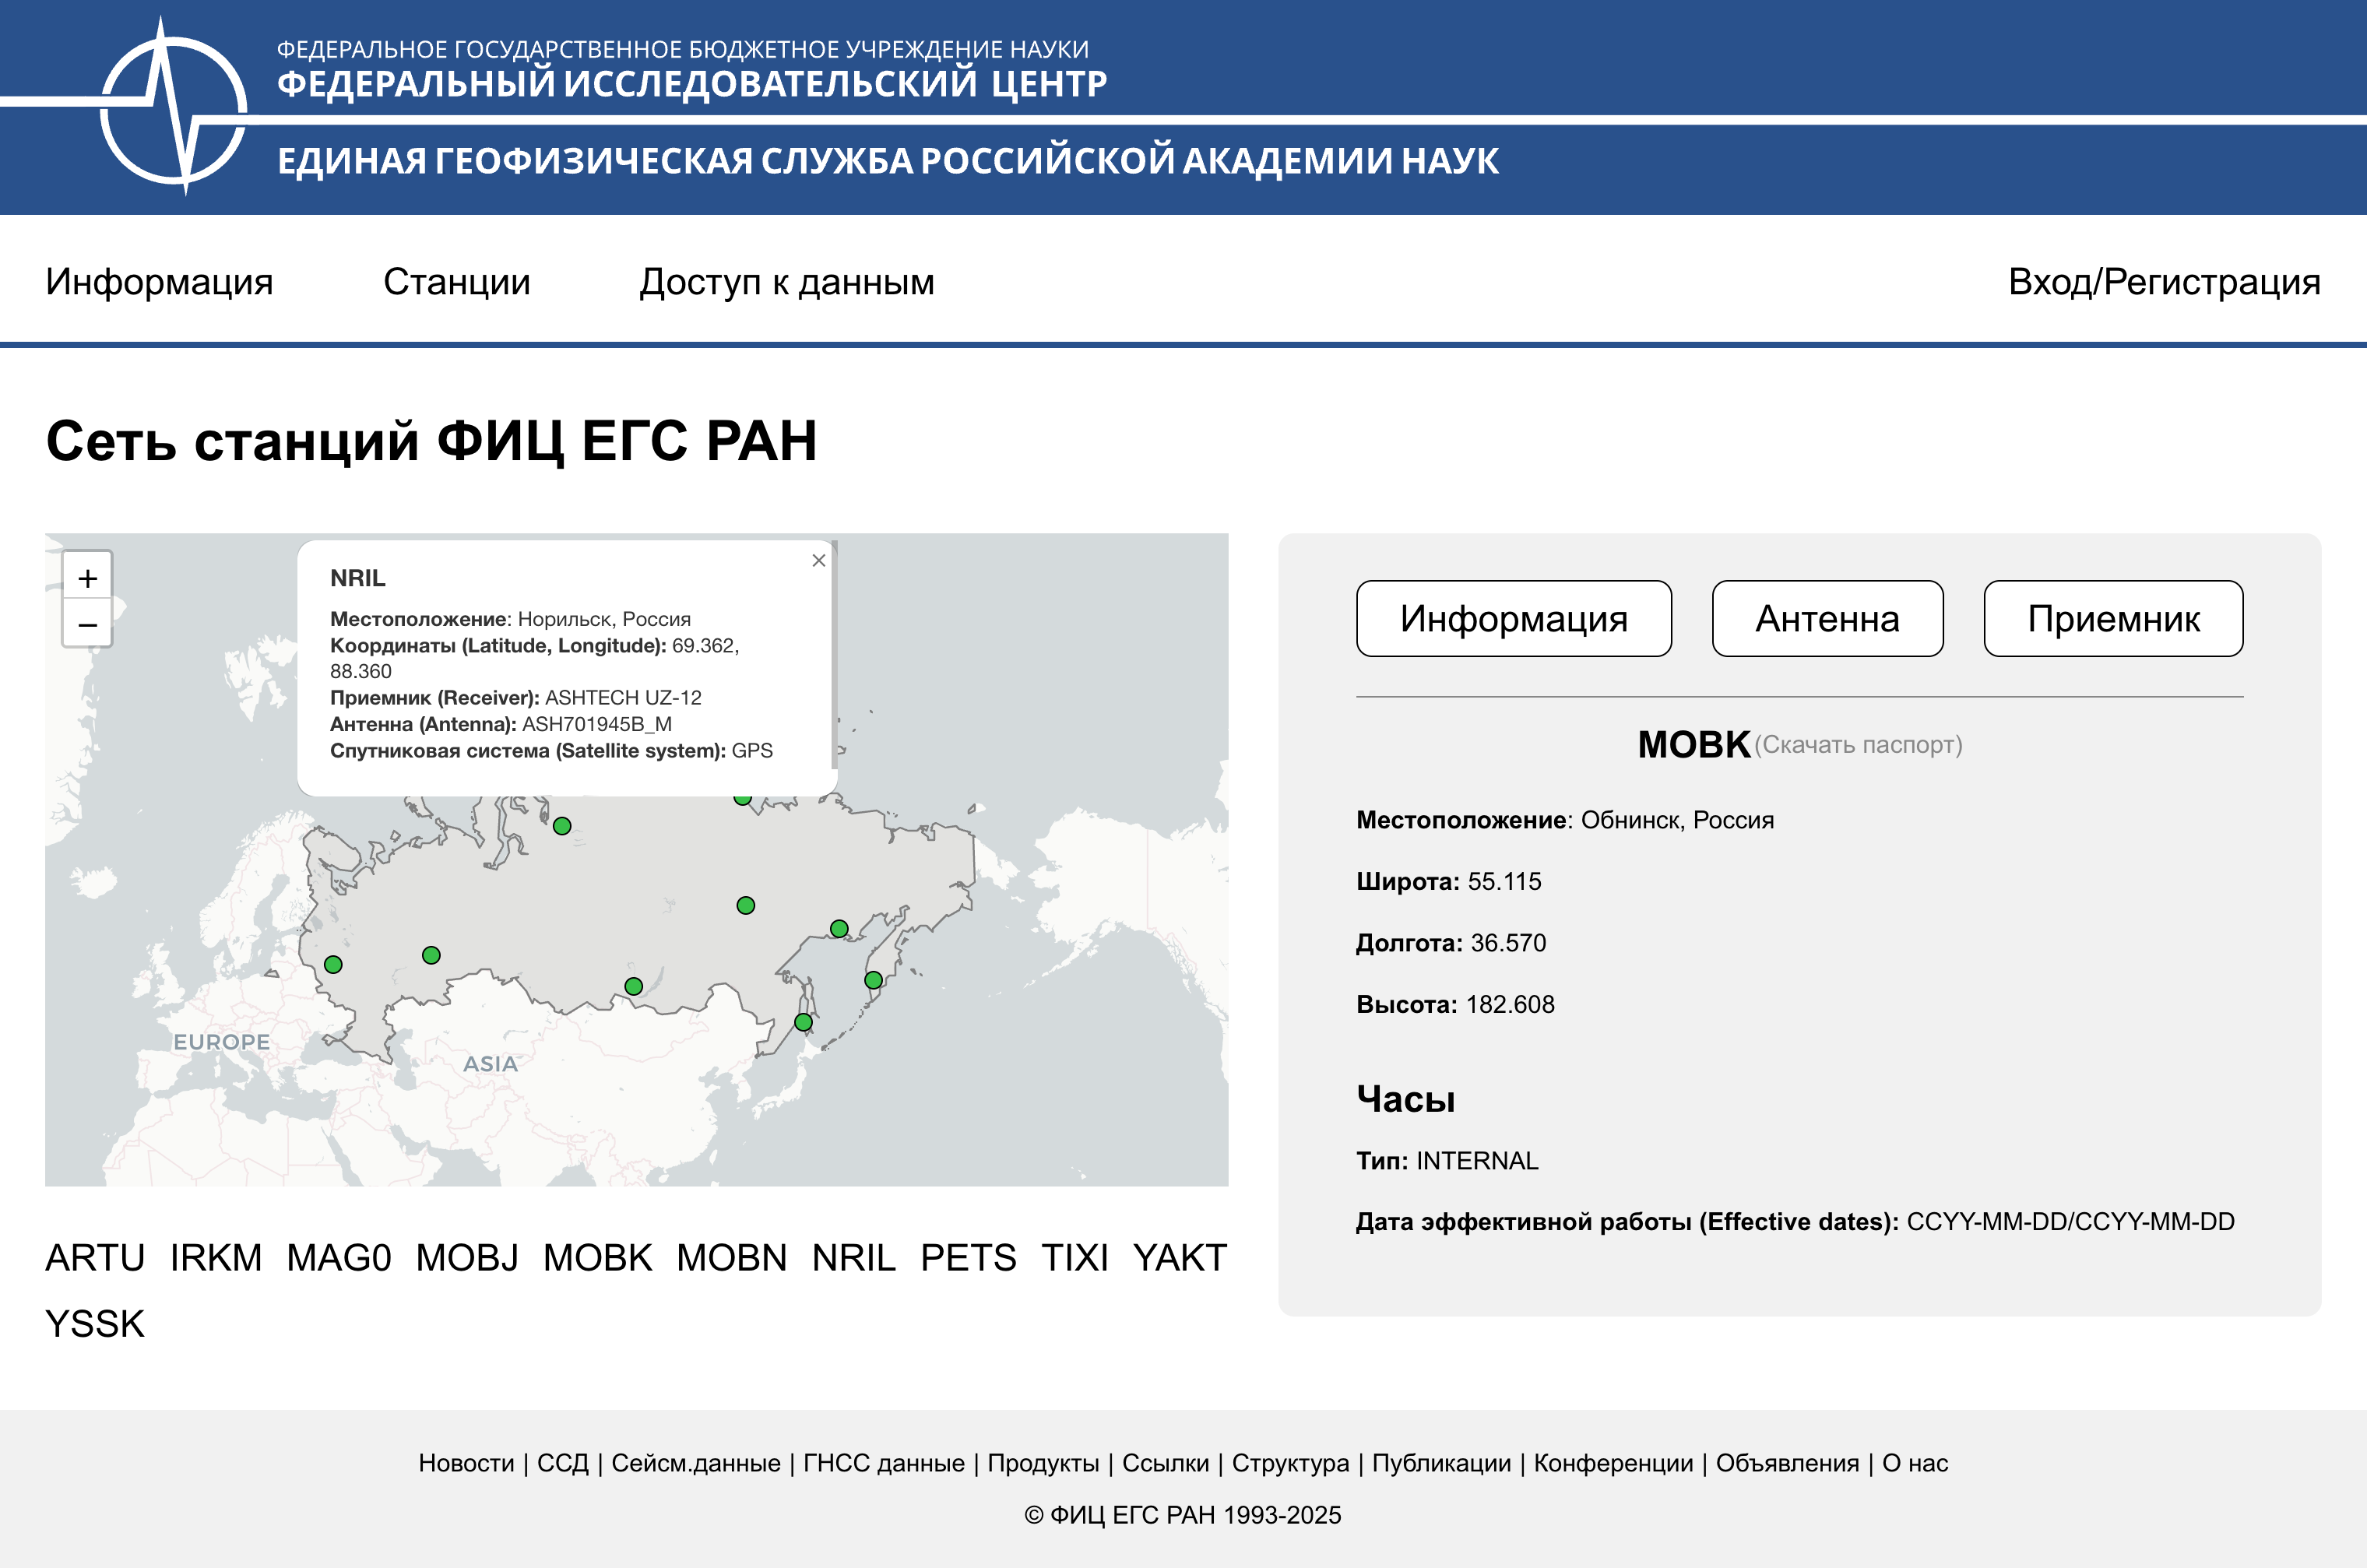 ФЕДЕРАЛЬНОЕ ГОСУДАРСТВЕННОЕ БЮДЖЕТНОЕ УЧРЕЖДЕНИЕ НАУКИ
ФЕДЕРАЛЬНЫЙ ИССЛЕДОВАТЕЛЬСКИЙ ЦЕНТР
ЕДИНАЯ ГЕОФИЗИЧЕСКАЯ СЛУЖБА РОССИЙСКОЙ АКАДЕМИИ НАУК
Информация Станции Доступ к данным Вход/Регистрация
Сеть станций ФИЦ ЕГС РАН
+
−
×
NRIL
Местоположение: Норильск, Россия
Координаты (Latitude, Longitude): 69.362,
88.360
Приемник (Receiver): ASHTECH UZ-12
Антенна (Antenna): ASH701945B_M
Спутниковая система (Satellite system): GPS
EUROPE
ASIA
ARTU IRKM MAG0 MOBJ MOBK MOBN NRIL PETS TIXI YAKT
YSSK
Информация Антенна Приемник
MOBK(Скачать паспорт)
Местоположение: Обнинск, Россия
Широта: 55.115
Долгота: 36.570
Высота: 182.608
Часы
Тип: INTERNAL
Дата эффективной работы (Effective dates): CCYY-MM-DD/CCYY-MM-DD
Новости | ССД | Сейсм.данные | ГНСС данные | Продукты | Ссылки | Структура | Публикации | Конференции | Объявления | О нас
© ФИЦ ЕГС РАН 1993-2025